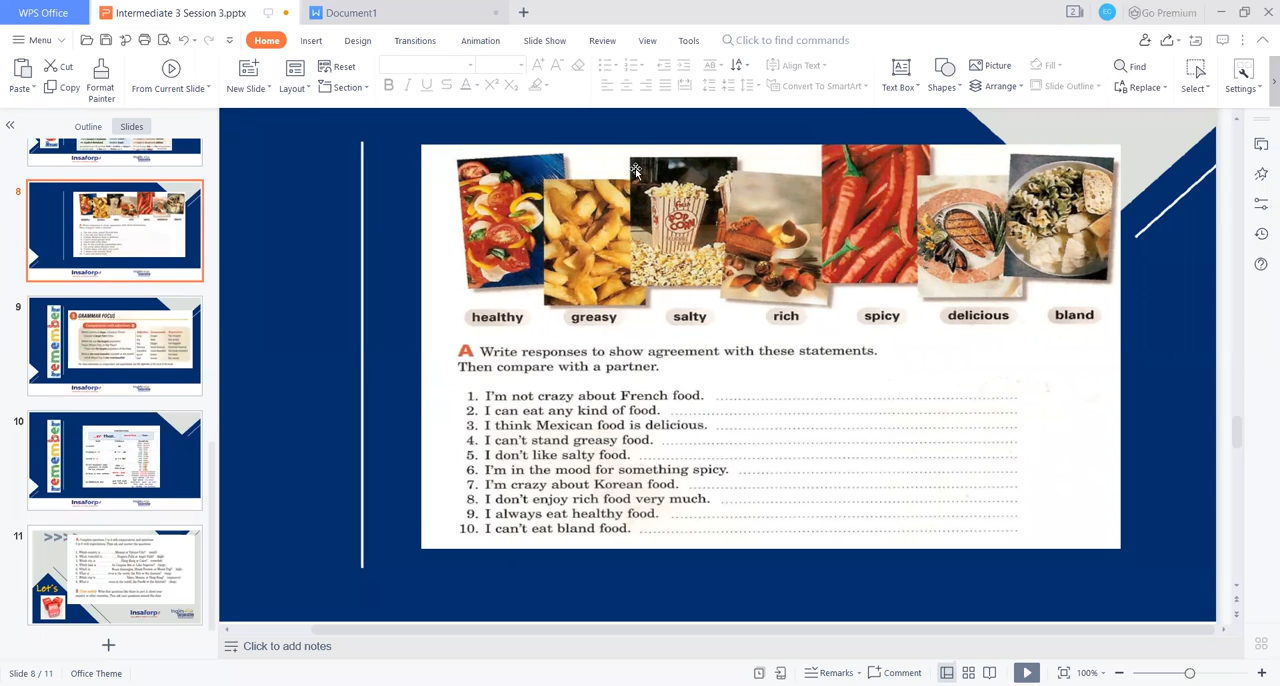 WPS Office
Intermediate 3 Session 3.pptx
Document1
Go Premium
Menu
Home
Insert
Design
Transitions
Animation
Slide Show
Review
View
Tools
Click to find commands
Paste
Cut
Copy
Format Painter
From Current Slide
New Slide
Layout
Reset
Section
Align Text
Convert To SmartArt
Text Box
Shapes
Picture
Arrange
Fill
Slide Outline
Find
Replace
Select
Settings
Outline
Slides
8
9
10
11
Insaforp
remember
GRAMMAR FOCUS
Let's
POP CORN
healthy
greasy
salty
rich
spicy
delicious
bland
A Write responses to show agreement with these statements.
Then compare with a partner.
1. I'm not crazy about French food.
2. I can eat any kind of food.
3. I think Mexican food is delicious.
4. I can't stand greasy food.
5. I don't like salty food.
6. I'm in the mood for something spicy.
7. I'm crazy about Korean food.
8. I don't enjoy rich food very much.
9. I always eat healthy food.
10. I can't eat bland food.
Click to add notes
Slide 8 / 11
Office Theme
Remarks
Comment
100%